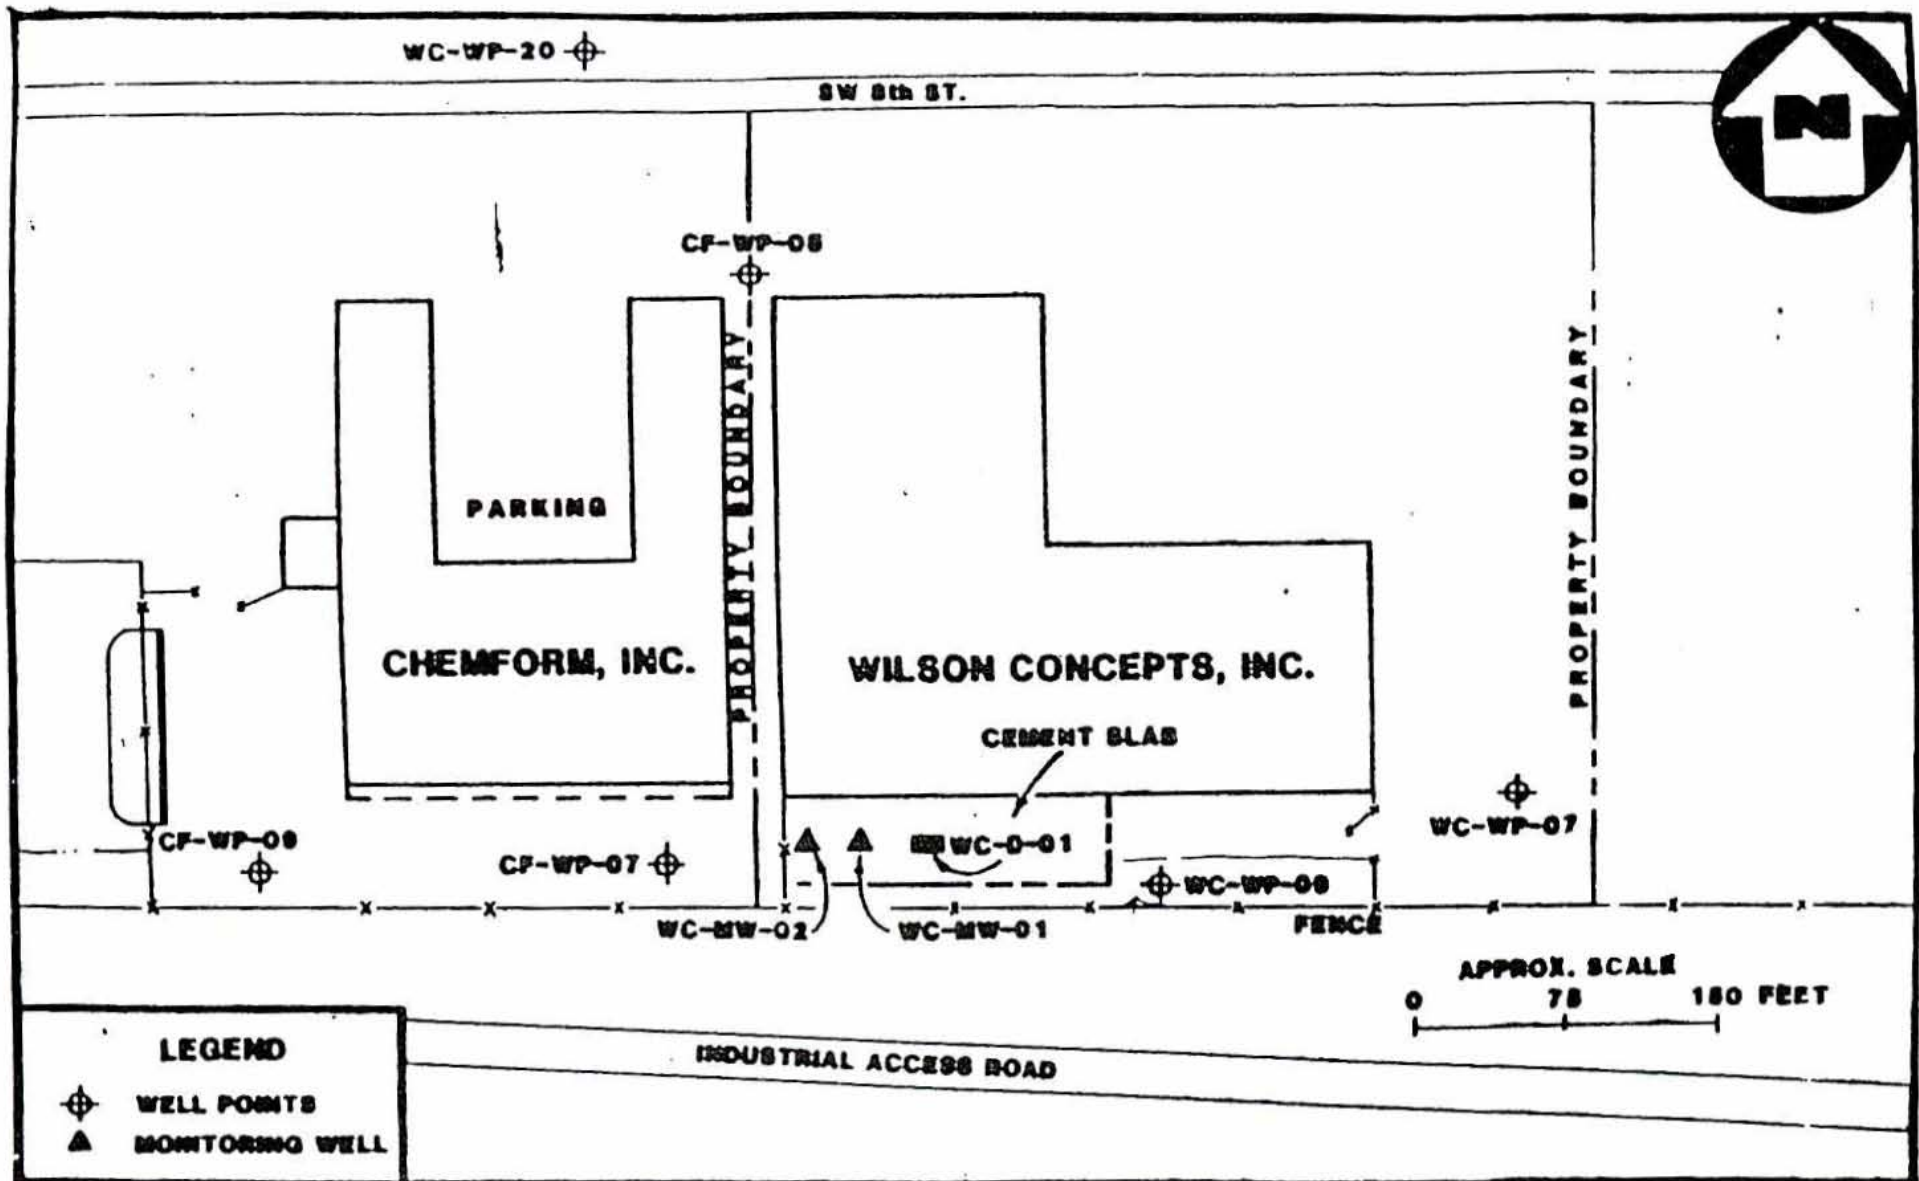 WC-WP-20
SW 8th ST.
N
CF-WP-05
PROPERTY BOUNDARY
PROPERTY BOUNDARY
PARKING
CHEMFORM, INC.
WILSON CONCEPTS, INC.
CEMENT SLAB
CF-WP-09
CF-WP-07
WC-D-01
WC-WP-07
WC-WP-08
WC-MW-02
WC-MW-01
FENCE
APPROX. SCALE
0 75 150 FEET
INDUSTRIAL ACCESS ROAD
LEGEND
WELL POINTS
MONITORING WELL